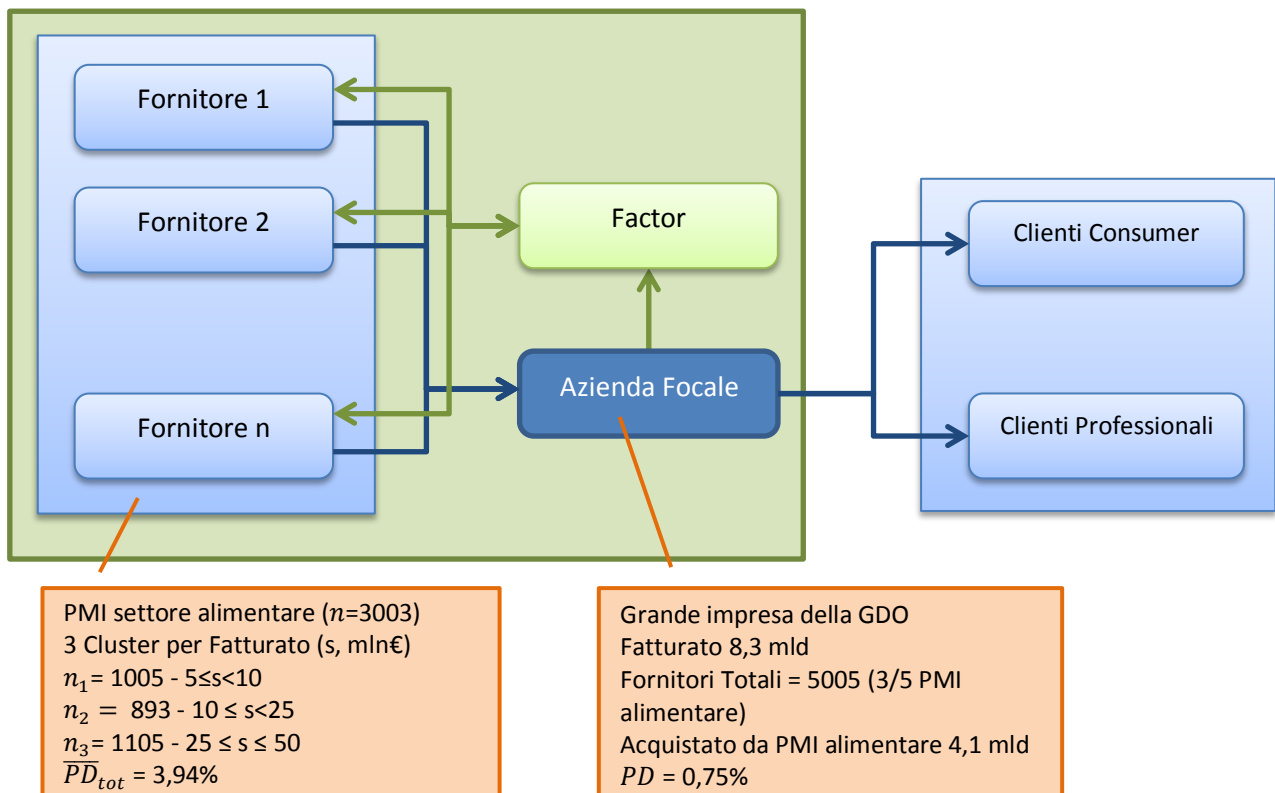 Fornitore 1
Fornitore 2
Fornitore n
Factor
Azienda Focale
Clienti Consumer
Clienti Professionali
PMI settore alimentare (n=3003)
3 Cluster per Fatturato (s, mln€)
n₁= 1005 - 5≤s<10
n₂ = 893 - 10 ≤ s<25
n₃= 1105 - 25 ≤ s ≤ 50
P̅D̅ₜₒₜ = 3,94%
Grande impresa della GDO
Fatturato 8,3 mld
Fornitori Totali = 5005 (3/5 PMI
alimentare)
Acquistato da PMI alimentare 4,1 mld
PD = 0,75%